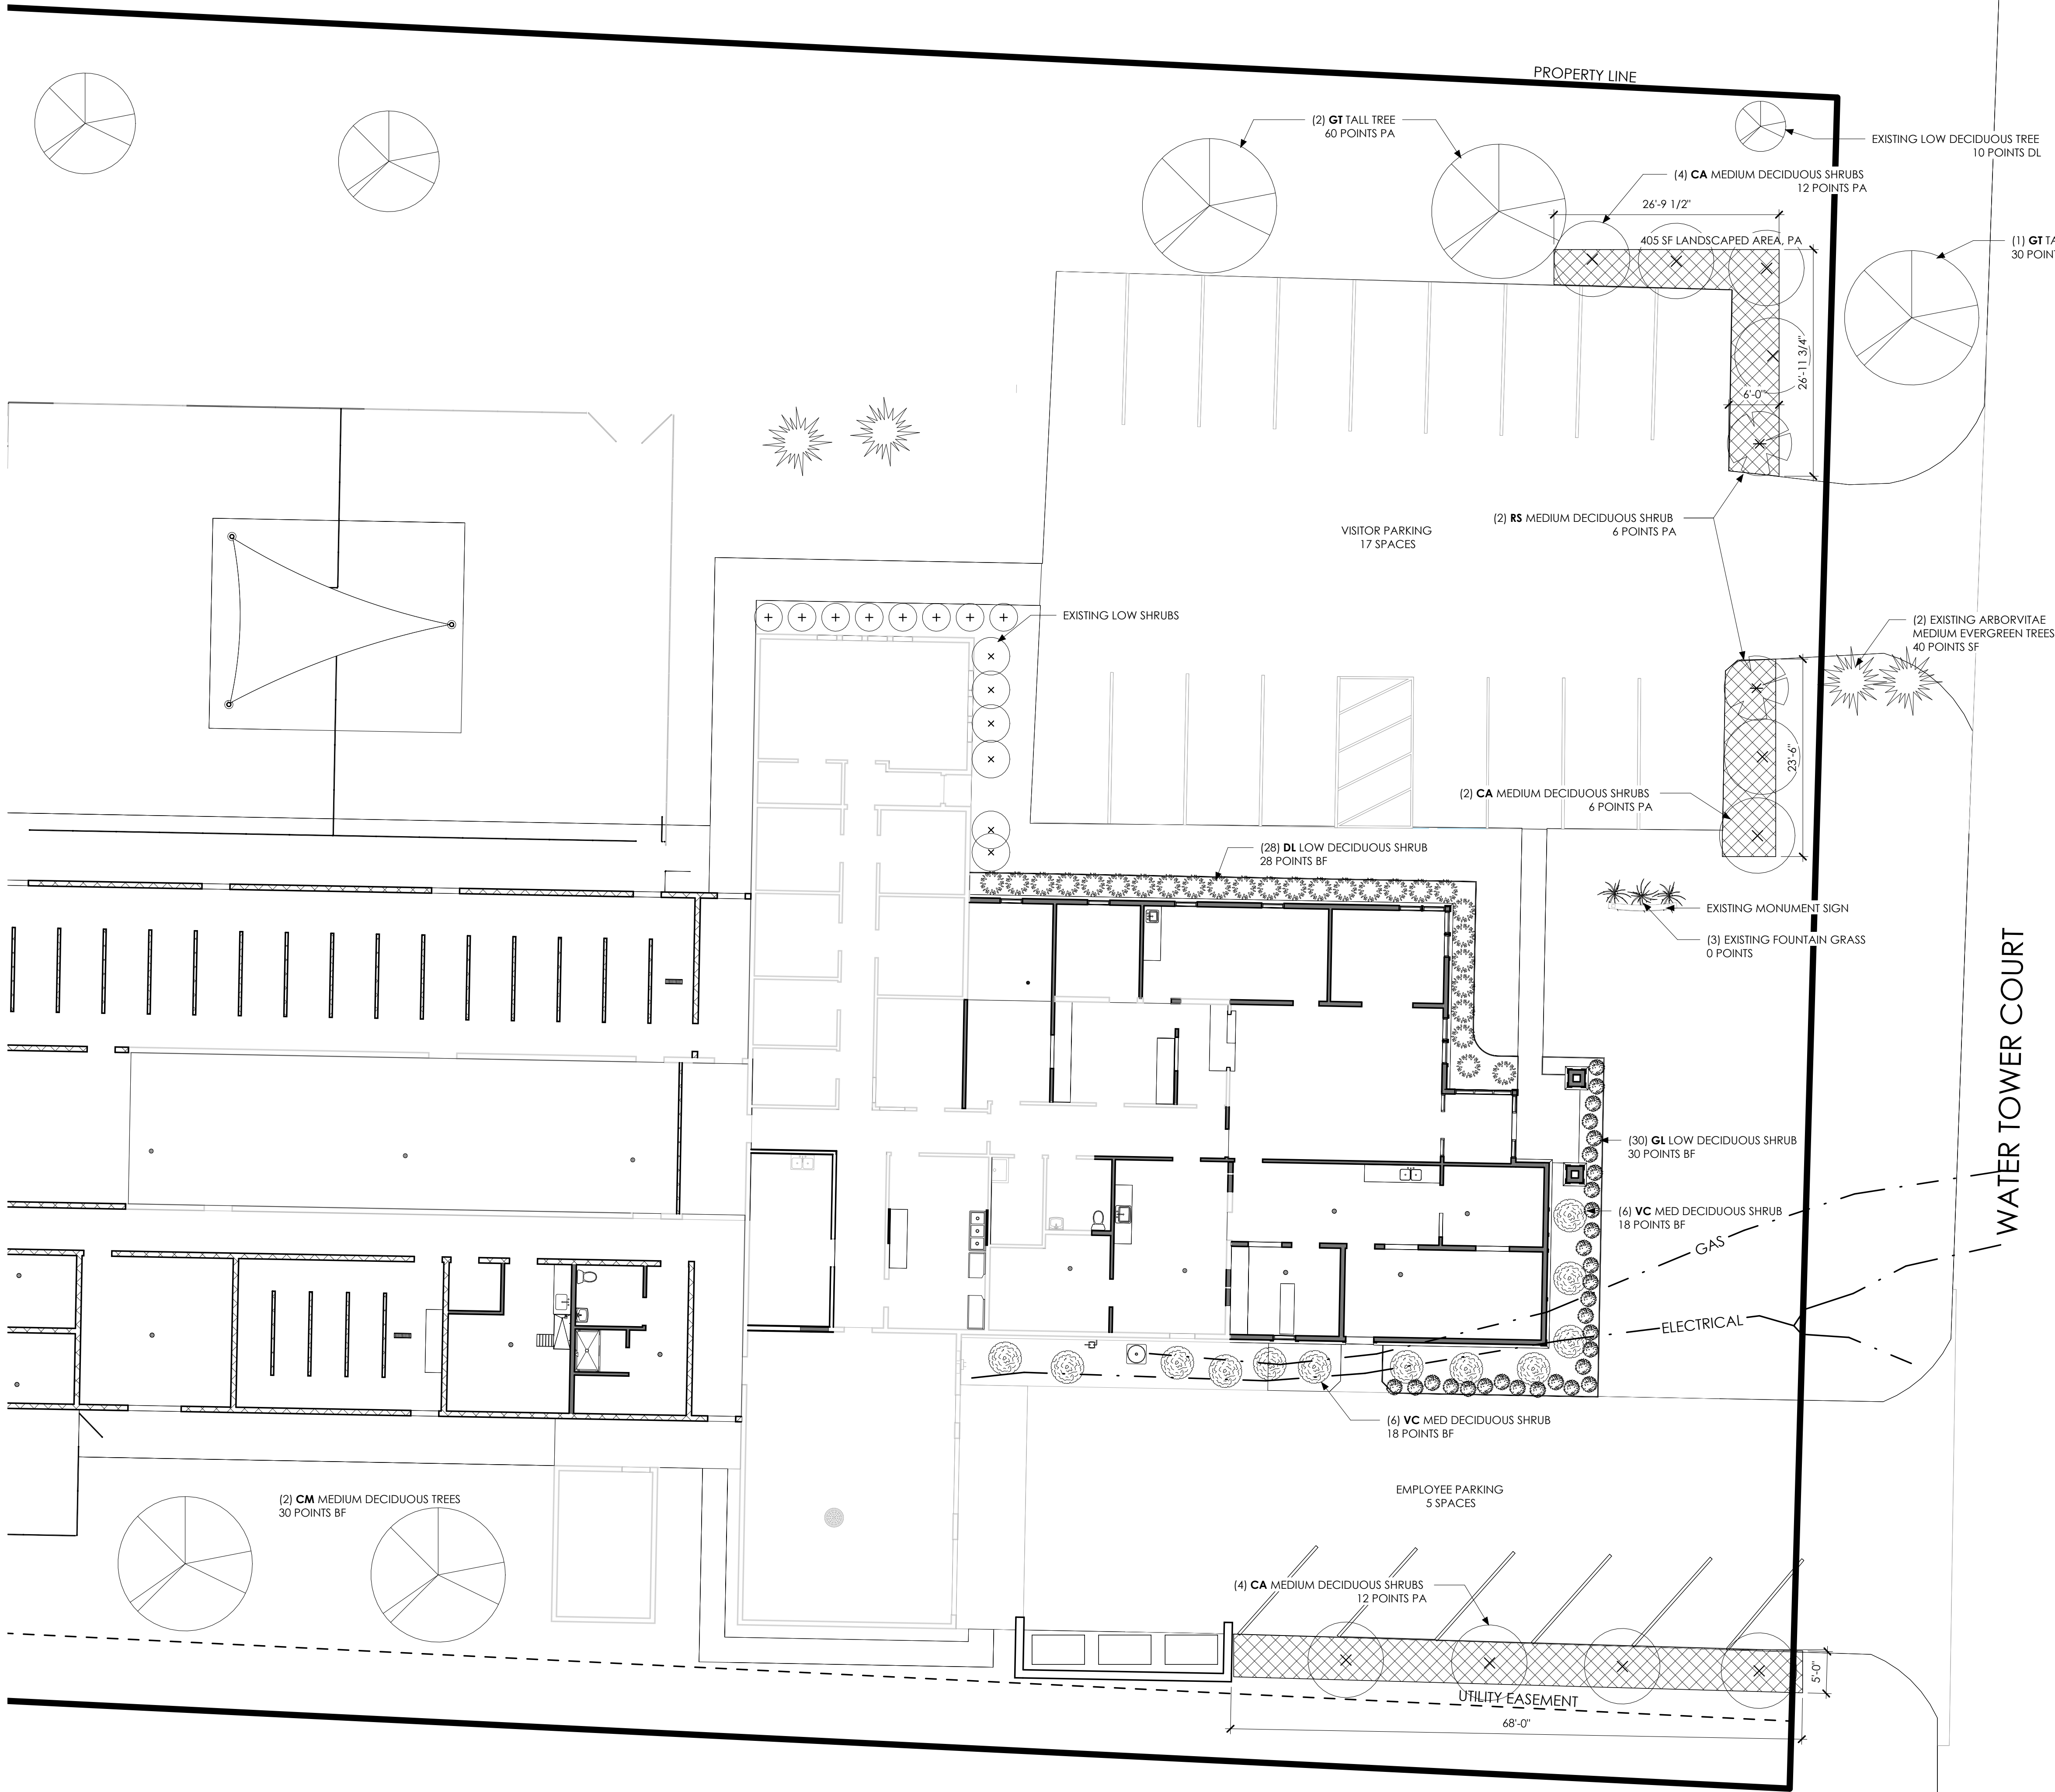 PROPERTY LINE
(2) GT TALL TREE
60 POINTS PA
EXISTING LOW DECIDUOUS TREE
10 POINTS DL
(4) CA MEDIUM DECIDUOUS SHRUBS
12 POINTS PA
26'-9 1/2"
405 SF LANDSCAPED AREA, PA
(1) GT
30
26'-11 3/4"
6'-0"
(2) RS MEDIUM DECIDUOUS SHRUB
6 POINTS PA
VISITOR PARKING
17 SPACES
EXISTING LOW SHRUBS
(2) EXISTING ARBORVITAE
MEDIUM EVERGREEN TREES
40 POINTS SF
23'-6"
(2) CA MEDIUM DECIDUOUS SHRUBS
6 POINTS PA
(28) DL LOW DECIDUOUS SHRUB
28 POINTS BF
EXISTING MONUMENT SIGN
(3) EXISTING FOUNTAIN GRASS
0 POINTS
WATER TOWER COURT
(30) GL LOW DECIDUOUS SHRUB
30 POINTS BF
(6) VC MED DECIDUOUS SHRUB
18 POINTS BF
GAS
ELECTRICAL
(6) VC MED DECIDUOUS SHRUB
18 POINTS BF
EMPLOYEE PARKING
5 SPACES
(2) CM MEDIUM DECIDUOUS TREES
30 POINTS BF
(4) CA MEDIUM DECIDUOUS SHRUBS
12 POINTS PA
5'-0"
UTILITY EASEMENT
68'-0"